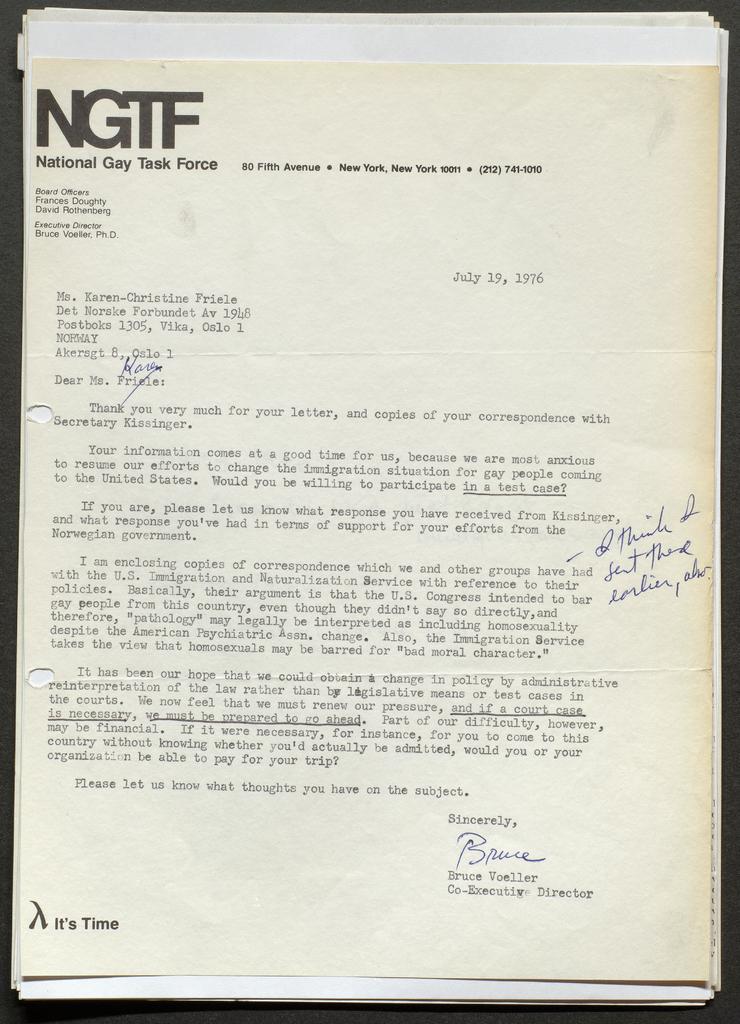 NGTF
National Gay Task Force
80 Fifth Avenue • New York, New York 10011 • (212) 741-1010
Board Officers
Frances Doughty
David Rothenberg
Executive Director
Bruce Voeller, Ph.D.
July 19, 1976
Ms. Karen-Christine Friele
Det Norske Forbundet Av 1948
Postboks 1305, Vika, Oslo 1
NORWAY
Akersgt 8, Oslo 1
Karen
Dear Ms. Friele:
Thank you very much for your letter, and copies of your correspondence with
Secretary Kissinger.
Your information comes at a good time for us, because we are most anxious
to resume our efforts to change the immigration situation for gay people coming
to the United States. Would you be willing to participate in a test case?
If you are, please let us know what response you have received from Kissinger,
and what response you've had in terms of support for your efforts from the
Norwegian government.
I am enclosing copies of correspondence which we and other groups have had
with the U.S. Immigration and Naturalization Service with reference to their
policies. Basically, their argument is that the U.S. Congress intended to bar
gay people from this country, even though they didn't say so directly,and
therefore, "pathology" may legally be interpreted as including homosexuality
despite the American Psychiatric Assn. change. Also, the Immigration Service
takes the view that homosexuals may be barred for "bad moral character."
– I think I
sent these
earlier, also.
It has been our hope that we could obtain a change in policy by administrative
reinterpretation of the law rather than by legislative means or test cases in
the courts. We now feel that we must renew our pressure, and if a court case
is necessary, we must be prepared to go ahead. Part of our difficulty, however,
may be financial. If it were necessary, for instance, for you to come to this
country without knowing whether you'd actually be admitted, would you or your
organization be able to pay for your trip?
Please let us know what thoughts you have on the subject.
Sincerely,
Bruce
Bruce Voeller
Co-Executive Director
λ It's Time